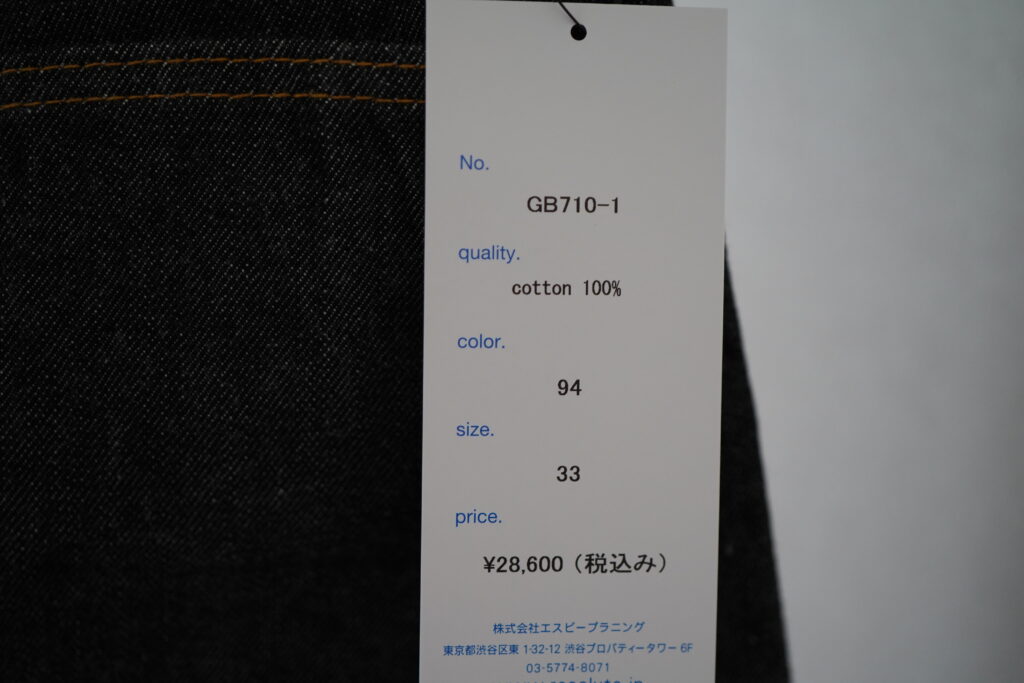 No.
GB710-1
quality.
cotton 100%
color.
94
size.
33
price.
¥28,600（税込み）
株式会社エスピープラニング
東京都渋谷区東 1-32-12 渋谷プロパティータワー 6F
03-5774-8071